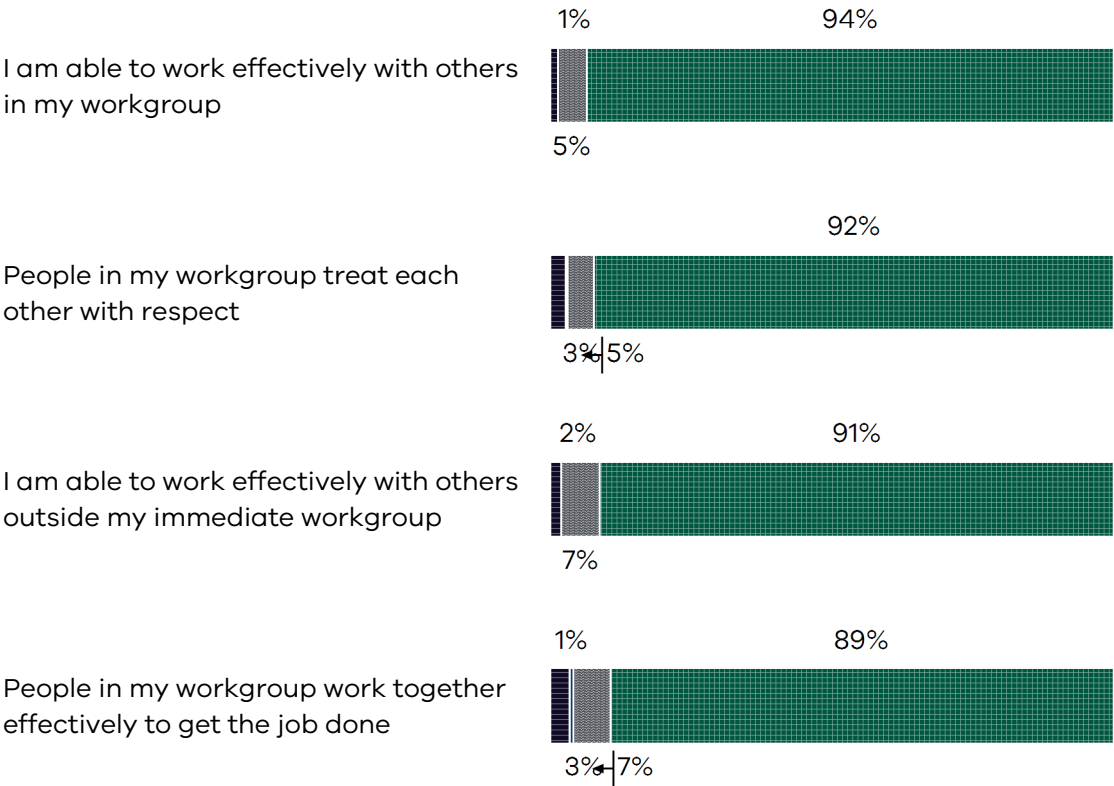 1% 94%
I am able to work effectively with others
in my workgroup
5%
92%
People in my workgroup treat each
other with respect
3% 5%
2% 91%
I am able to work effectively with others
outside my immediate workgroup
7%
1% 89%
People in my workgroup work together
effectively to get the job done
3% 7%